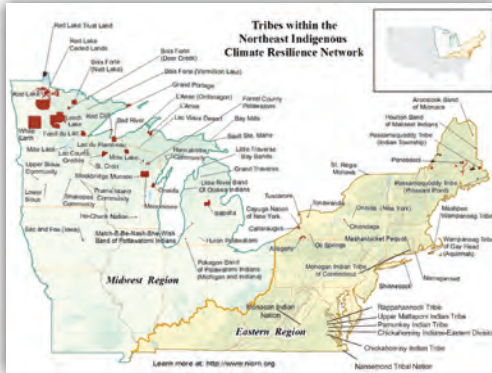 Tribes within the
Northeast Indigenous
Climate Resilience Network
Red Lake Trust Land
Red Lake
Ceded Lands
Bois Forte
(Nett Lake)
Bois Forte
(Deer Creek)
Bois Forte (Vermilion Lake)
Grand Portage
L'Anse (Ontonagon)
L'Anse
Lac Vieux Desert
Forest County
Potawatomi
Bay Mills
Sault Ste. Marie
Little Traverse
Bay Bands
Grand Traverse
Little River Band
Of Ottawa Indians
Isabella
Huron Potawatomi
Pokagon Band
of Potawatomi Indians
(Michigan and Indiana)
Match-E-Be-Nash-She-Wish
Band of Potawatomi Indians
Red Lake
Leech
Lake
White
Earth
Fond du Lac
Red Cliff
Bad River
Mille Lacs
Lac Courte
Oreilles
Lac du Flambeau
St. Croix
Mole Lake
Hannahville
Community
Upper Sioux
Community
Lower
Sioux
Shakopee
Community
Prairie Island
Community
Stockbridge Munsee
Oneida
Menominee
Ho-Chunk Nation
Sac and Fox (Iowa)
Midwest Region
Aroostook Band
of Micmacs
Houlton Band
of Maliseet Indians
Passamaquoddy Tribe
(Indian Township)
Penobscot
Passamaquoddy Tribe
(Pleasant Point)
St. Regis
Mohawk
Tuscarora
Tonawanda
Cayuga Nation
of New York
Cattaraugus
Allegany
Oil Springs
Oneida (New York)
Onondaga
Mashantucket Pequot
Mohegan Indian Tribe
of Connecticut
Mashpee
Wampanoag Tribe
Wampanoag Tribe
of Gay Head
(Aquinnah)
Narragansett
Shinnecock
Monacan Indian
Nation
Eastern Region
Rappahannock Tribe
Upper Mattaponi Indian Tribe
Pamunkey Indian Tribe
Chickahominy Indians-Eastern Division
Chickahominy Indian Tribe
Nansemond Tribal Nation
Learn more at: http://www.nicrn.org